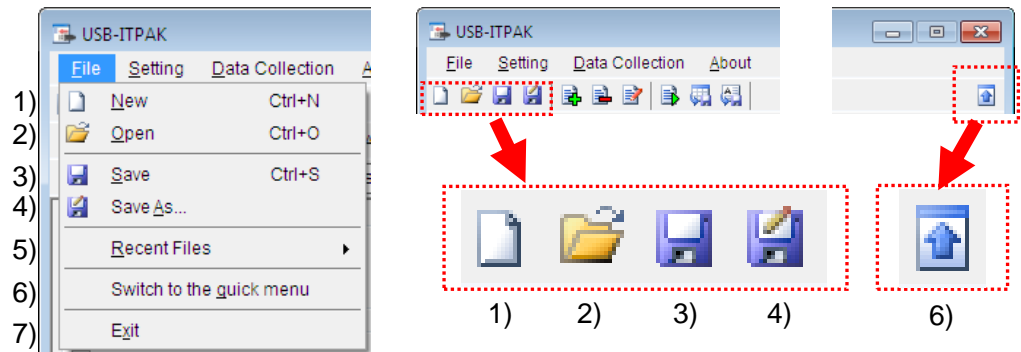 USB-ITPAK
File Setting Data Collection A
1) New Ctrl+N
2) Open Ctrl+O
3) Save Ctrl+S
4) Save As...
5) Recent Files
6) Switch to the quick menu
7) Exit
USB-ITPAK
File Setting Data Collection About
1) 2) 3) 4) 6)